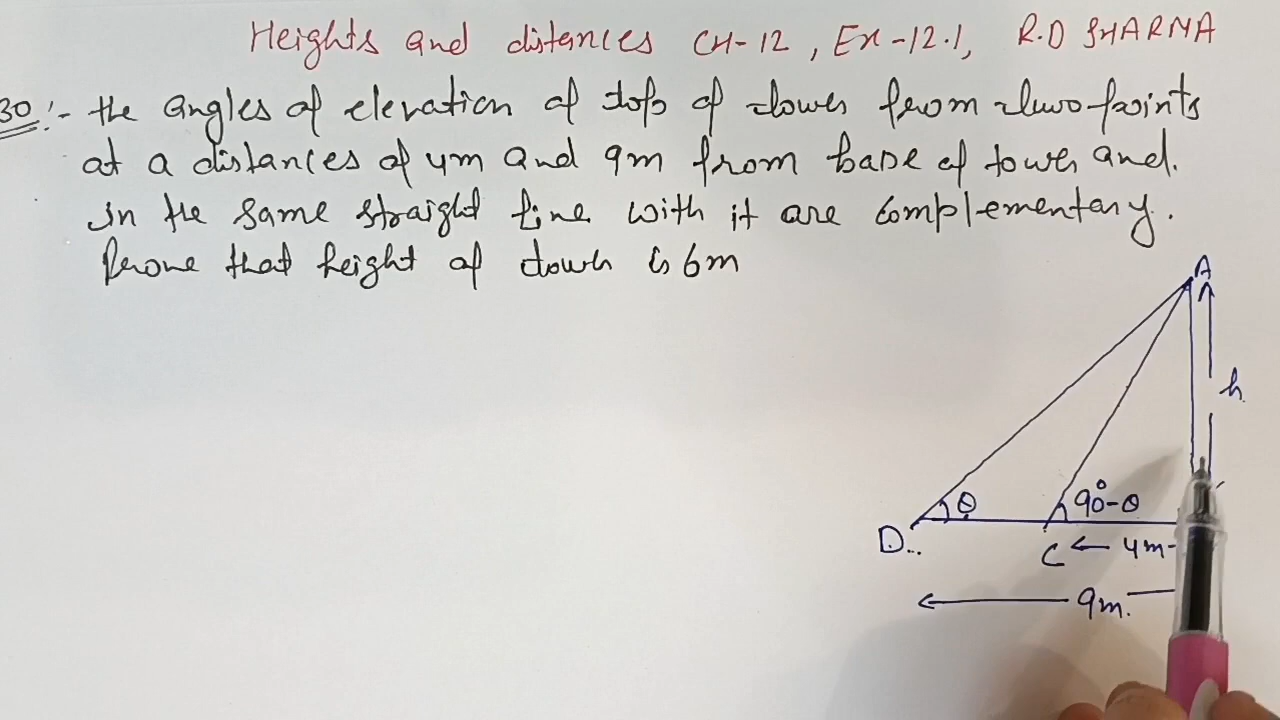 Heights and distances CH-12, Ex-12.1, R.D SHARMA
30:- the angles of elevation of top of tower from two points
at a distances of 4m and 9m from base of tower and
in the same straight line with it are complementary.
Prove that height of tower is 6m
A
h
θ
90°-θ
D
C
4m
9m.